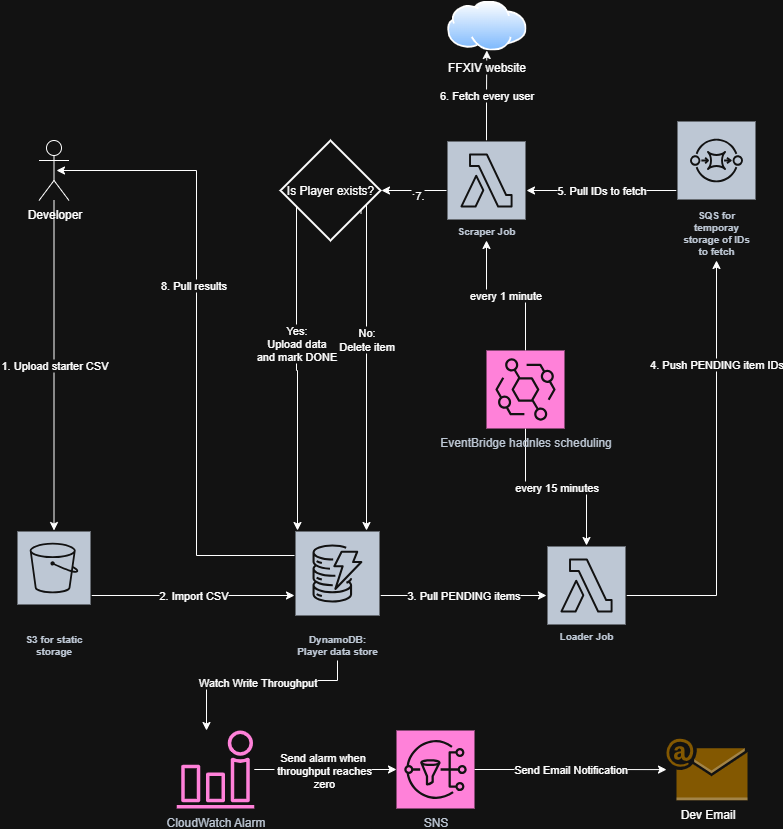 FFXIV website
6. Fetch every user
Developer
Is Player exists?
7.
Scraper Job
5. Pull IDs to fetch
SQS for
temporay
storage of IDs
to fetch
8. Pull results
every 1 minute
Yes:
Upload data
and mark DONE
No:
Delete item
1. Upload starter CSV
4. Push PENDING item IDs
EventBridge hadnles scheduling
every 15 minutes
2. Import CSV
3. Pull PENDING items
S3 for static
storage
DynamoDB:
Player data store
Loader Job
Watch Write Throughput
Send alarm when
throughput reaches
zero
Send Email Notification
@
CloudWatch Alarm
SNS
Dev Email